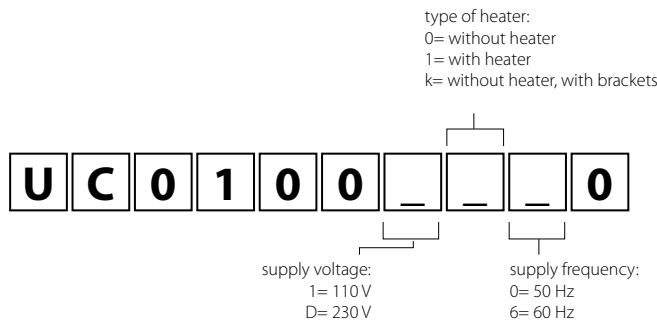 type of heater:
0= without heater
1= with heater
k= without heater, with brackets
U C 0 1 0 0 _ _ _ 0
supply voltage:
1= 110 V
D= 230 V
supply frequency:
0= 50 Hz
6= 60 Hz